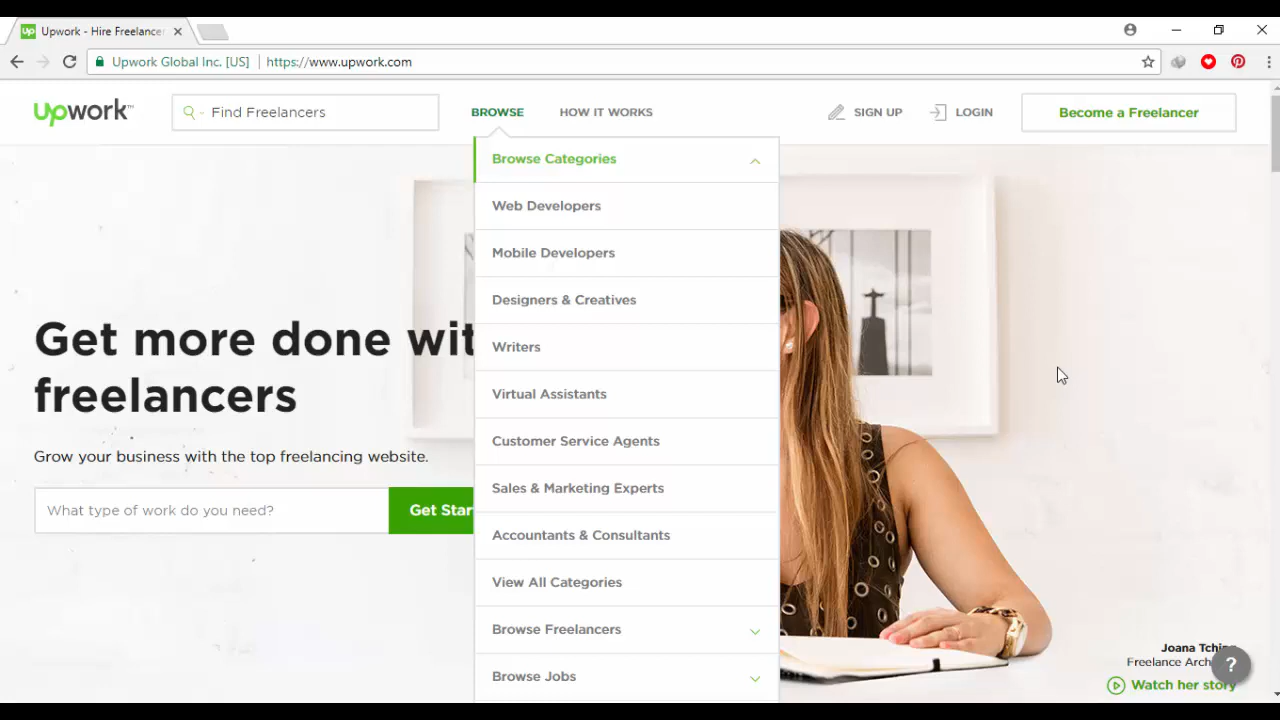 Upwork - Hire Freelancer
Upwork Global Inc. [US] https://www.upwork.com
upwork™ Find Freelancers BROWSE HOW IT WORKS SIGN UP LOGIN Become a Freelancer
Browse Categories
Web Developers
Mobile Developers
Designers & Creatives
Writers
Virtual Assistants
Customer Service Agents
Sales & Marketing Experts
Accountants & Consultants
View All Categories
Browse Freelancers
Browse Jobs
Get more done wit
freelancers
Grow your business with the top freelancing website.
What type of work do you need? Get Star
Joana
Freelance
Watch her story
?